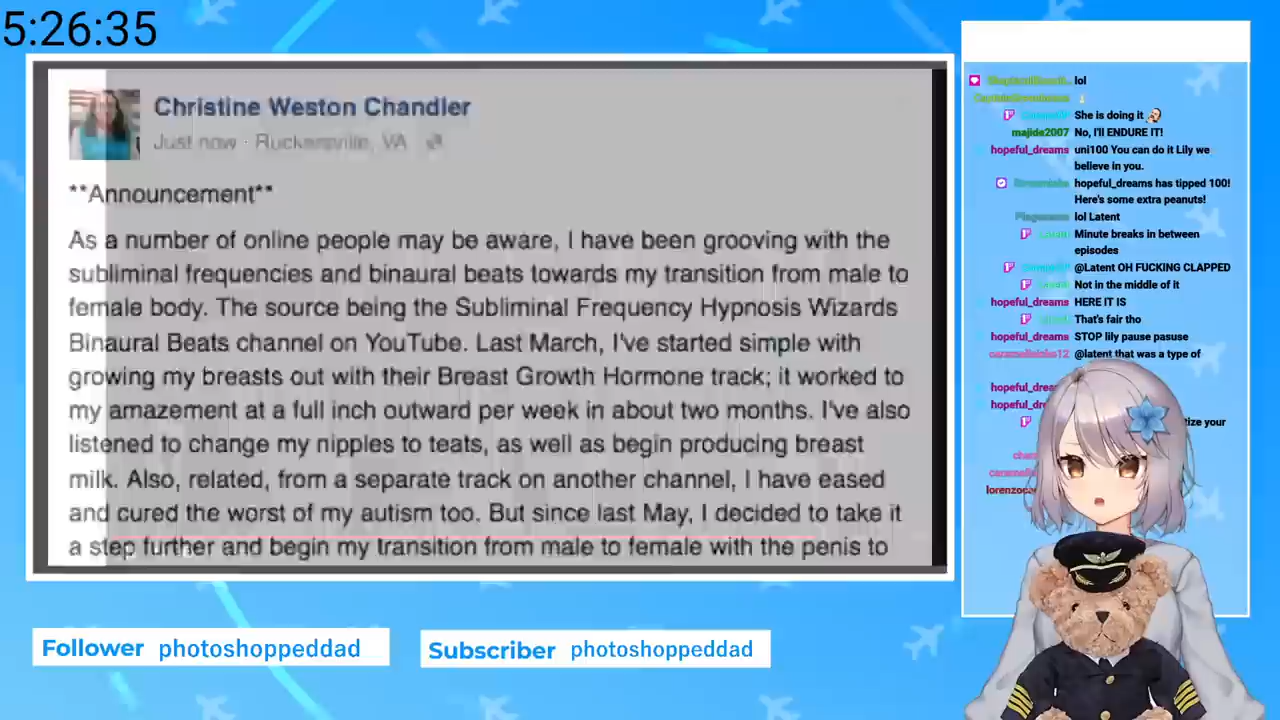 5:26:35
Christine Weston Chandler
Just now · Ruckersville, VA
**Announcement**
As a number of online people may be aware, I have been grooving with the
subliminal frequencies and binaural beats towards my transition from male to
female body. The source being the Subliminal Frequency Hypnosis Wizards
Binaural Beats channel on YouTube. Last March, I've started simple with
growing my breasts out with their Breast Growth Hormone track; it worked to
my amazement at a full inch outward per week in about two months. I've also
listened to change my nipples to teats, as well as begin producing breast
milk. Also, related, from a separate track on another channel, I have eased
and cured the worst of my autism too. But since last May, I decided to take it
a step further and begin my transition from male to female with the penis to
lol
She is doing it
majide2007 No, I'll ENDURE IT!
hopeful_dreams uni100 You can do it Lily we
believe in you.
Streamlabs hopeful_dreams has tipped 100!
Here's some extra peanuts!
lol Latent
Latent Minute breaks in between
episodes
@Latent OH FUCKING CLAPPED
Latent Not in the middle of it
hopeful_dreams HERE IT IS
Latent That's fair tho
hopeful_dreams STOP lily pause pasuse
@latent that was a type of
hopeful_drea
hopeful_dre
ize your
Follower photoshoppeddad
Subscriber photoshoppeddad